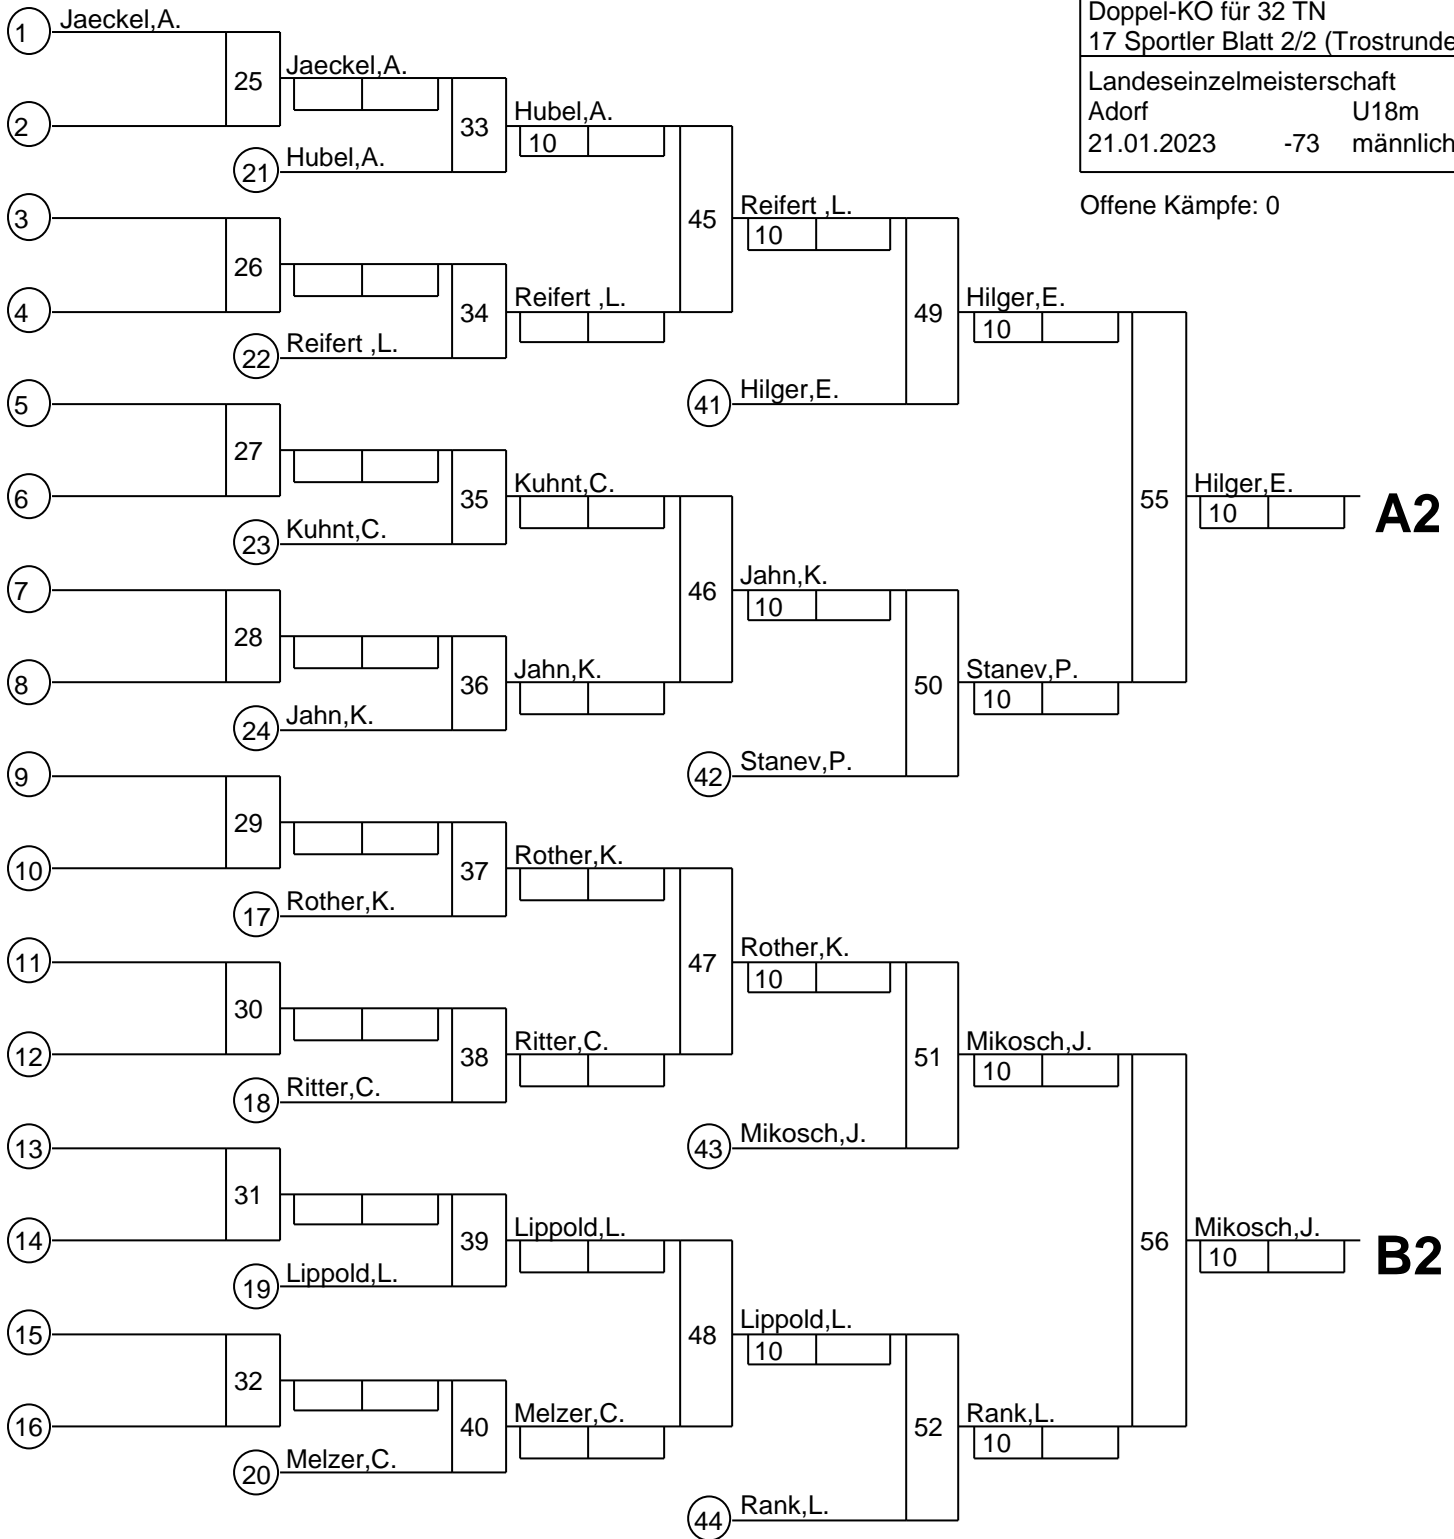 Doppel-KO für 32 TN
17 Sportler Blatt 2/2 (Trostrunde
Landeseinzelmeisterschaft
Adorf U18m
21.01.2023 -73 männlich
Offene Kämpfe: 0
1 Jaeckel,A.
25 Jaeckel,A.
2
33 Hubel,A.
10
21 Hubel,A.
3
45 Reifert ,L.
10
26
4
34 Reifert ,L.
22 Reifert ,L.
49 Hilger,E.
10
5
41 Hilger,E.
27
6
35 Kuhnt,C.
23 Kuhnt,C.
55 Hilger,E.
10
A2
7
46 Jahn,K.
10
28
8
36 Jahn,K.
24 Jahn,K.
50 Stanev,P.
10
9
42 Stanev,P.
29
10
37 Rother,K.
17 Rother,K.
11
47 Rother,K.
10
30
12
38 Ritter,C.
18 Ritter,C.
51 Mikosch,J.
10
13
43 Mikosch,J.
31
14
39 Lippold,L.
19 Lippold,L.
56 Mikosch,J.
10
B2
15
48 Lippold,L.
10
32
16
40 Melzer,C.
20 Melzer,C.
52 Rank,L.
10
44 Rank,L.